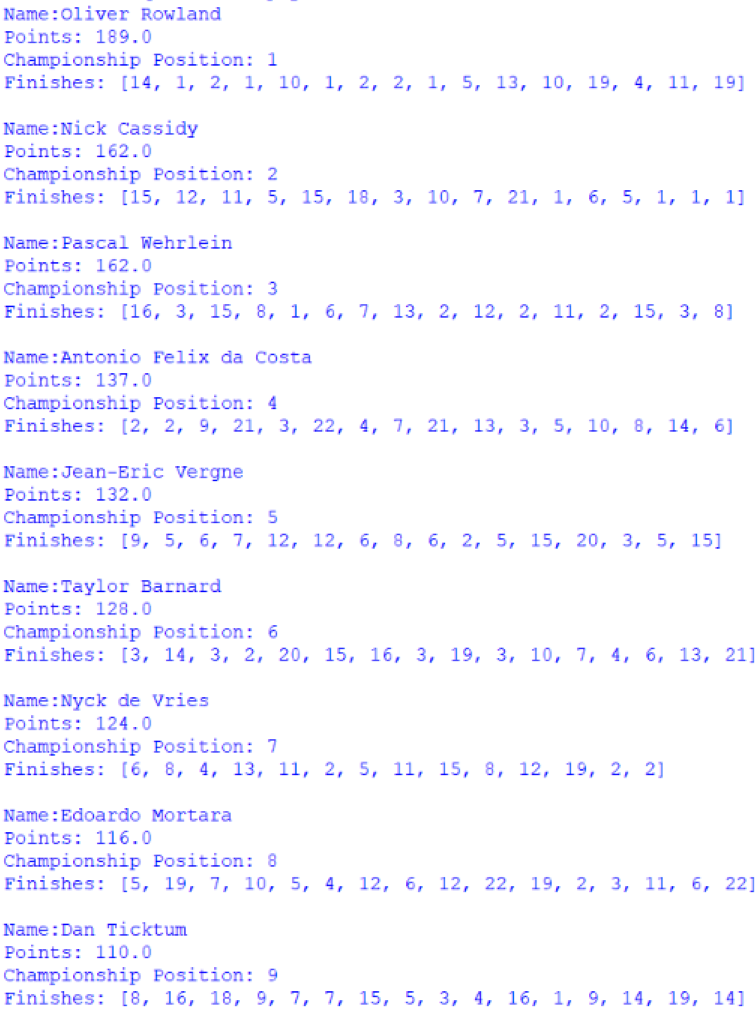 Name:Oliver Rowland
Points: 189.0
Championship Position: 1
Finishes: [14, 1, 2, 1, 10, 1, 2, 2, 1, 5, 13, 10, 19, 4, 11, 19]
Name:Nick Cassidy
Points: 162.0
Championship Position: 2
Finishes: [15, 12, 11, 5, 15, 18, 3, 10, 7, 21, 1, 6, 5, 1, 1, 1]
Name:Pascal Wehrlein
Points: 162.0
Championship Position: 3
Finishes: [16, 3, 15, 8, 1, 6, 7, 13, 2, 12, 2, 11, 2, 15, 3, 8]
Name:Antonio Felix da Costa
Points: 137.0
Championship Position: 4
Finishes: [2, 2, 9, 21, 3, 22, 4, 7, 21, 13, 3, 5, 10, 8, 14, 6]
Name:Jean-Eric Vergne
Points: 132.0
Championship Position: 5
Finishes: [9, 5, 6, 7, 12, 12, 6, 8, 6, 2, 5, 15, 20, 3, 5, 15]
Name:Taylor Barnard
Points: 128.0
Championship Position: 6
Finishes: [3, 14, 3, 2, 20, 15, 16, 3, 19, 3, 10, 7, 4, 6, 13, 21]
Name:Nyck de Vries
Points: 124.0
Championship Position: 7
Finishes: [6, 8, 4, 13, 11, 2, 5, 11, 15, 8, 12, 19, 2, 2]
Name:Edoardo Mortara
Points: 116.0
Championship Position: 8
Finishes: [5, 19, 7, 10, 5, 4, 12, 6, 12, 22, 19, 2, 3, 11, 6, 22]
Name:Dan Ticktum
Points: 110.0
Championship Position: 9
Finishes: [8, 16, 18, 9, 7, 7, 15, 5, 3, 4, 16, 1, 9, 14, 19, 14]